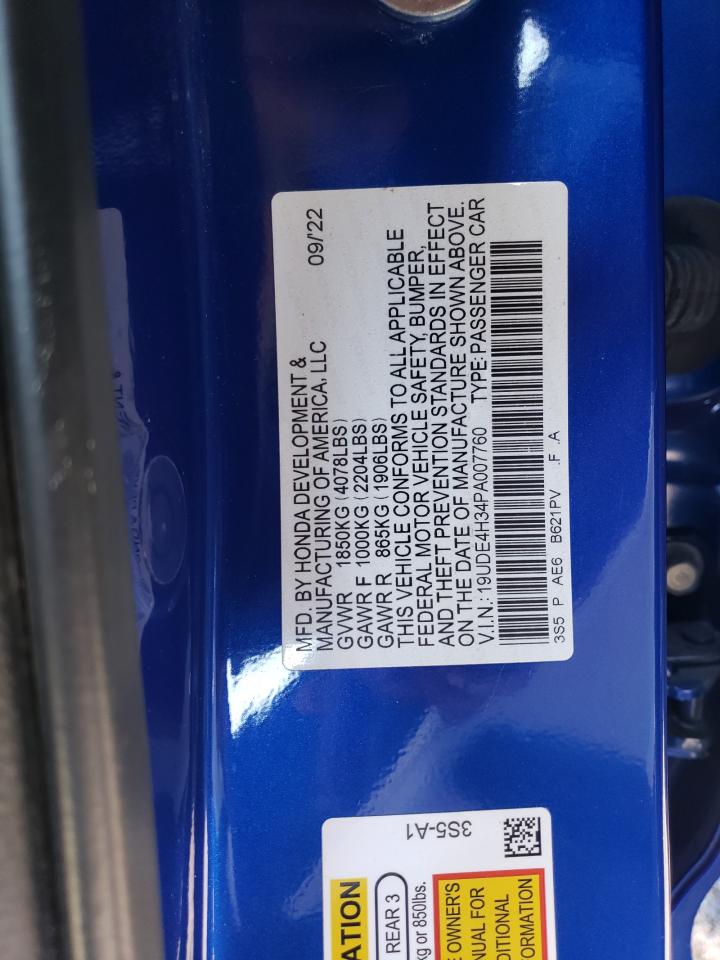 MFD. BY HONDA DEVELOPMENT &
MANUFACTURING OF AMERICA, LLC 09/'22
GVWR 1850KG (4078LBS)
GAWR F 1000KG (2204LBS)
GAWR R 865KG (1906LBS)
THIS VEHICLE CONFORMS TO ALL APPLICABLE
FEDERAL MOTOR VEHICLE SAFETY, BUMPER,
AND THEFT PREVENTION STANDARDS IN EFFECT
ON THE DATE OF MANUFACTURE SHOWN ABOVE.
V.I.N.: 19UDE4H34PA007760 TYPE: PASSENGER CAR
3S5 P AE6 B621PV .F .A
3S5-A1
ATION
REAR 3
kg or 850lbs.
E OWNER'S
NUAL FOR
DITIONAL
FORMATION